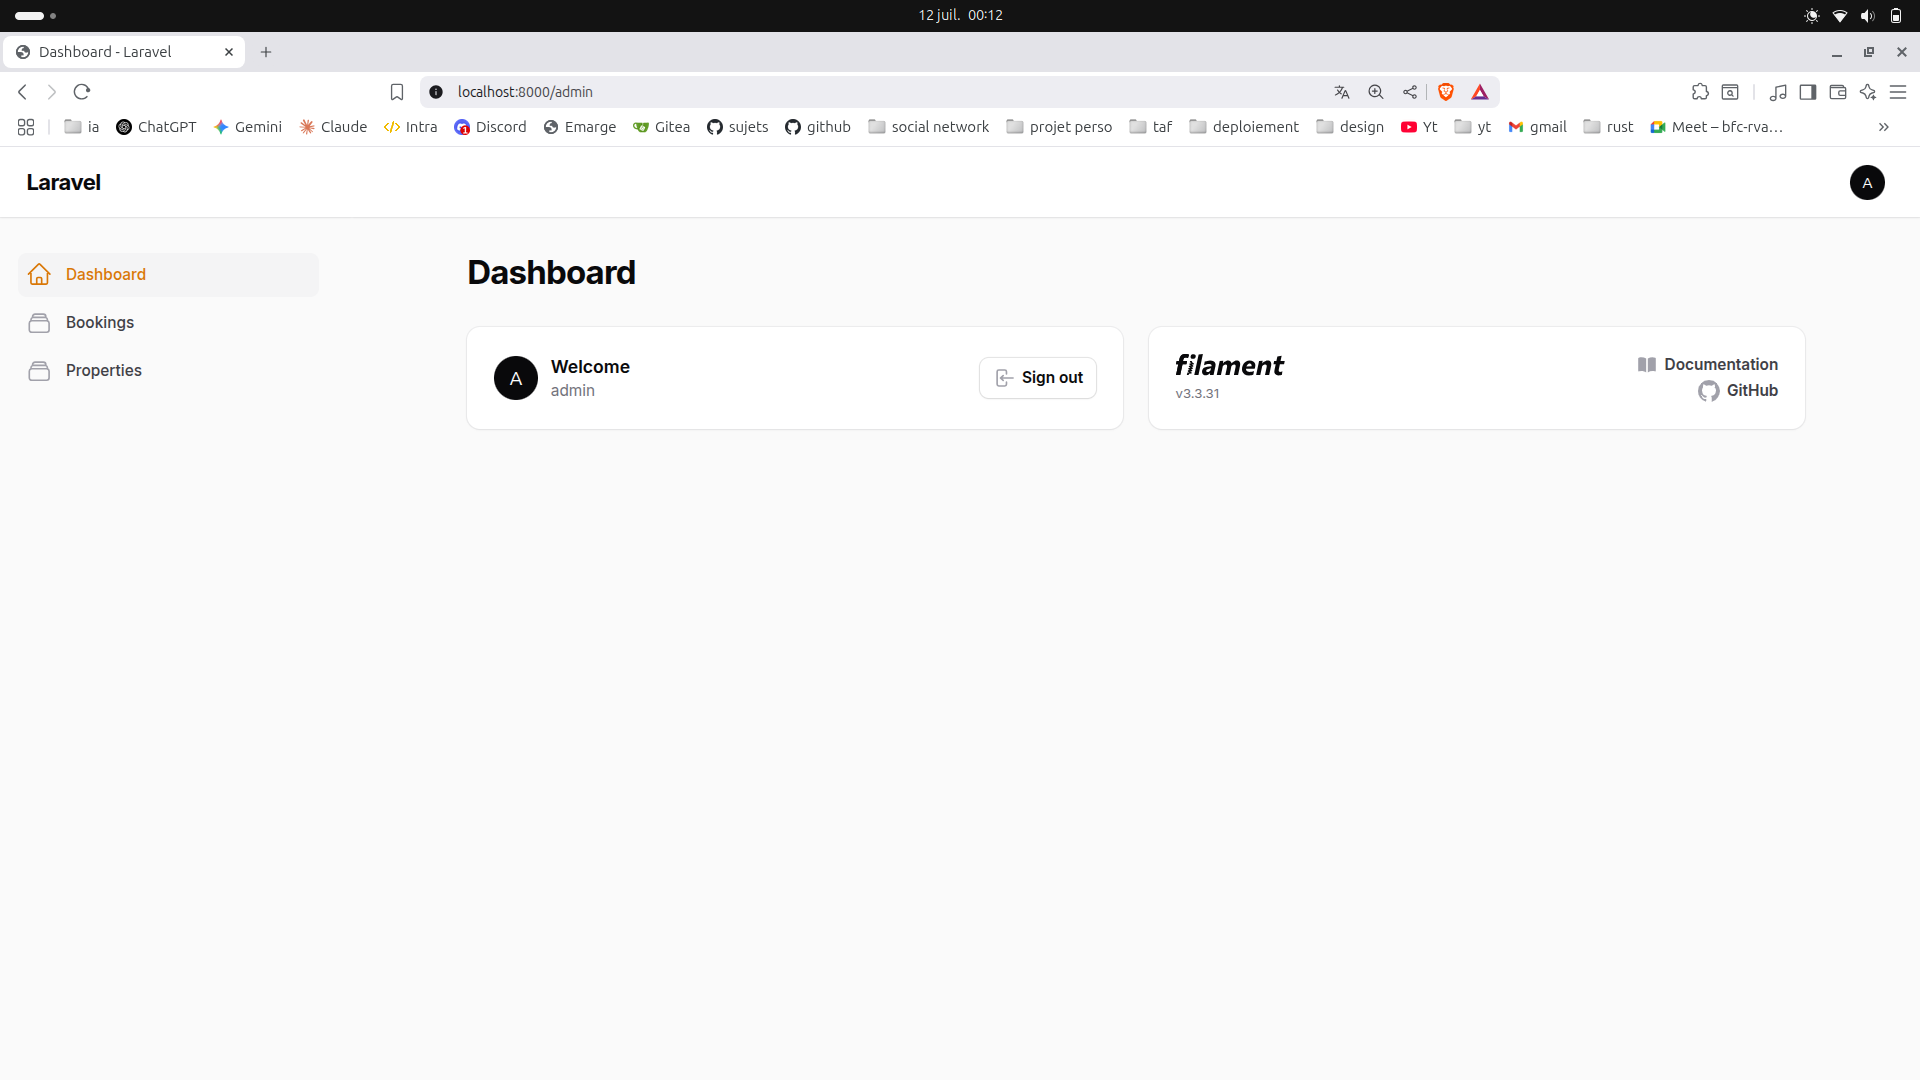 12 juil. 00:12
Dashboard - Laravel
localhost:8000/admin
ia ChatGPT Gemini Claude Intra Discord Emarge Gitea sujets github social network projet perso taf deploiement design Yt yt gmail rust Meet – bfc-rva…
Laravel
A
Dashboard
Bookings
Properties
Dashboard
A
Welcome
admin
Sign out
filament
v3.3.31
Documentation
GitHub